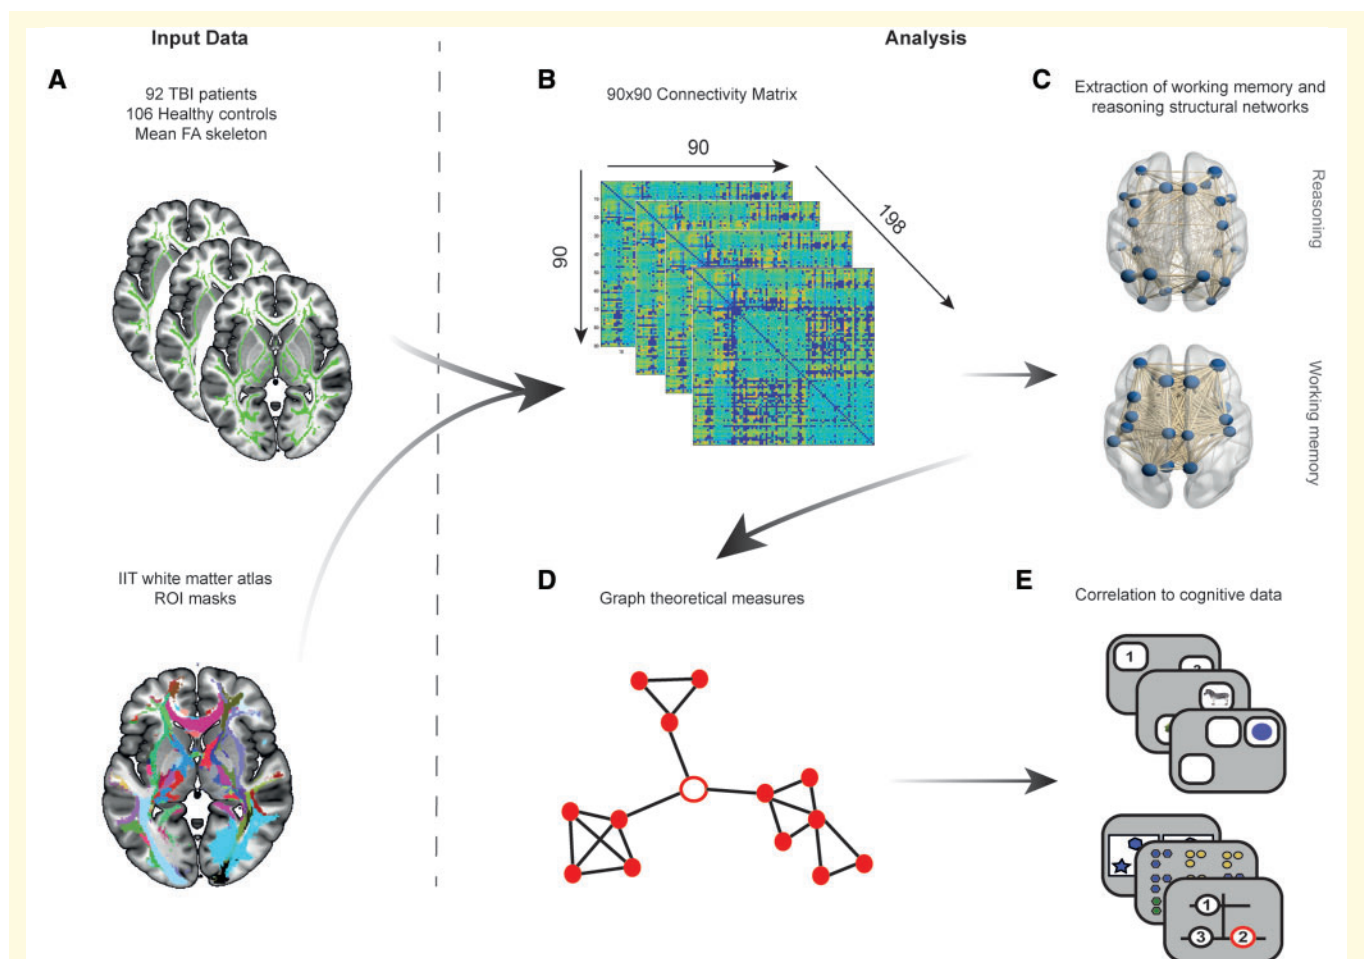 Input Data
Analysis
A
92 TBI patients
106 Healthy controls
Mean FA skeleton
B
90x90 Connectivity Matrix
90
90
198
C
Extraction of working memory and
reasoning structural networks
Reasoning
Working memory
IIT white matter atlas
ROI masks
D
Graph theoretical measures
E
Correlation to cognitive data
1
1
3
2